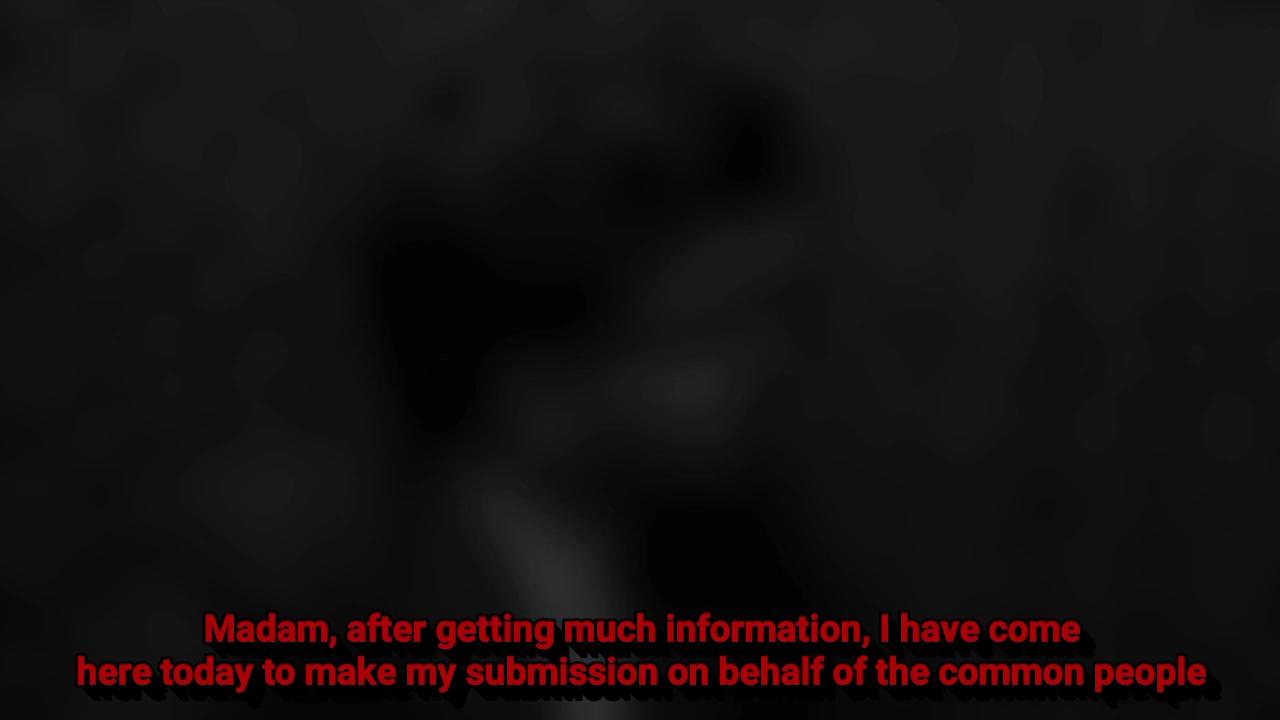 Madam, after getting much information, I have come
here today to make my submission on behalf of the common people